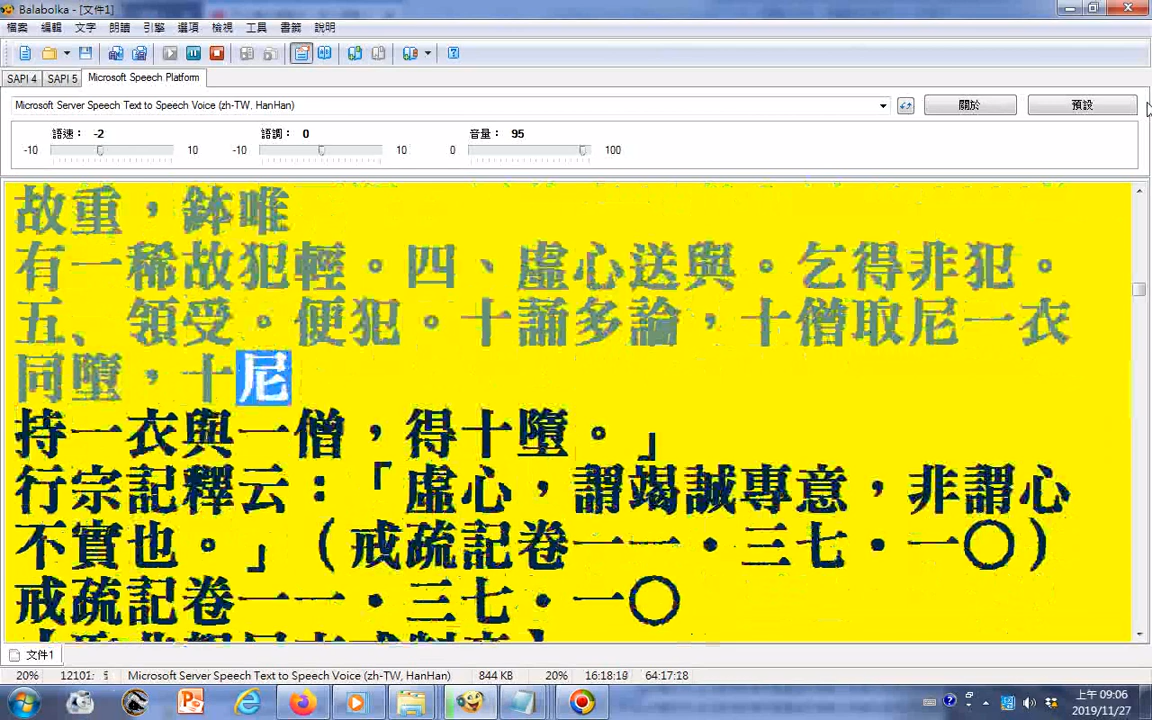 Balabolka - [文件1]
檔案 編輯 文字 朗讀 引擎 選項 檢視 工具 書籤 說明
SAPI 4 SAPI 5 Microsoft Speech Platform
Microsoft Server Speech Text to Speech Voice (zh-TW, HanHan) 關於 預設
語速： -2 語調： 0 音量： 95
-10 10 -10 10 0 100
故重，鉢唯
有一稀故犯輕。四、虛心送與。乞得非犯。
五、領受。便犯。十誦多論，十僧取尼一衣
同墮，十尼
持一衣與一僧，得十墮。」
行宗記釋云：「虛心，謂竭誠專意，非謂心
不實也。」（戒疏記卷一一·三七·一〇）
戒疏記卷一一·三七·一〇
文件1
20% Microsoft Server Speech Text to Speech Voice (zh-TW, HanHan) 844 KB 20% 16:18:19 64:17:18
上午 09:06
2019/11/27